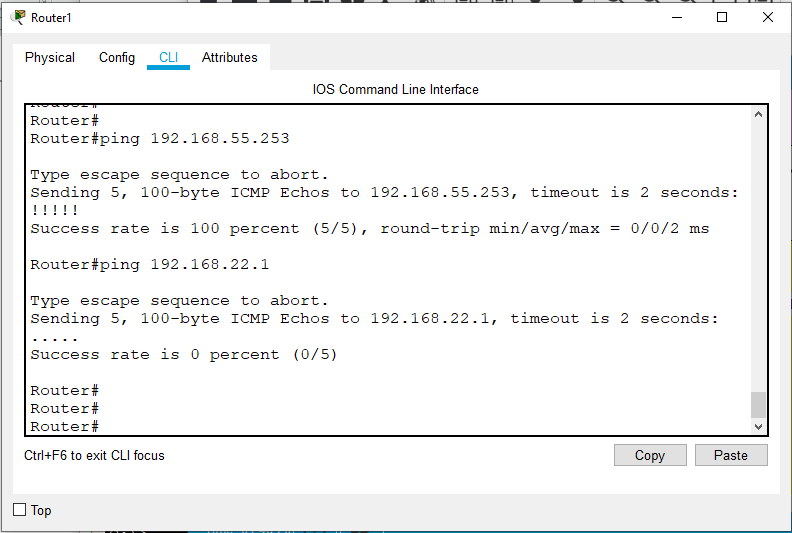 Router1
Physical Config CLI Attributes
IOS Command Line Interface
Router#
Router#
Router#ping 192.168.55.253
Type escape sequence to abort.
Sending 5, 100-byte ICMP Echos to 192.168.55.253, timeout is 2 seconds:
!!!!!
Success rate is 100 percent (5/5), round-trip min/avg/max = 0/0/2 ms
Router#ping 192.168.22.1
Type escape sequence to abort.
Sending 5, 100-byte ICMP Echos to 192.168.22.1, timeout is 2 seconds:
.....
Success rate is 0 percent (0/5)
Router#
Router#
Router#
Ctrl+F6 to exit CLI focus
Copy Paste
Top